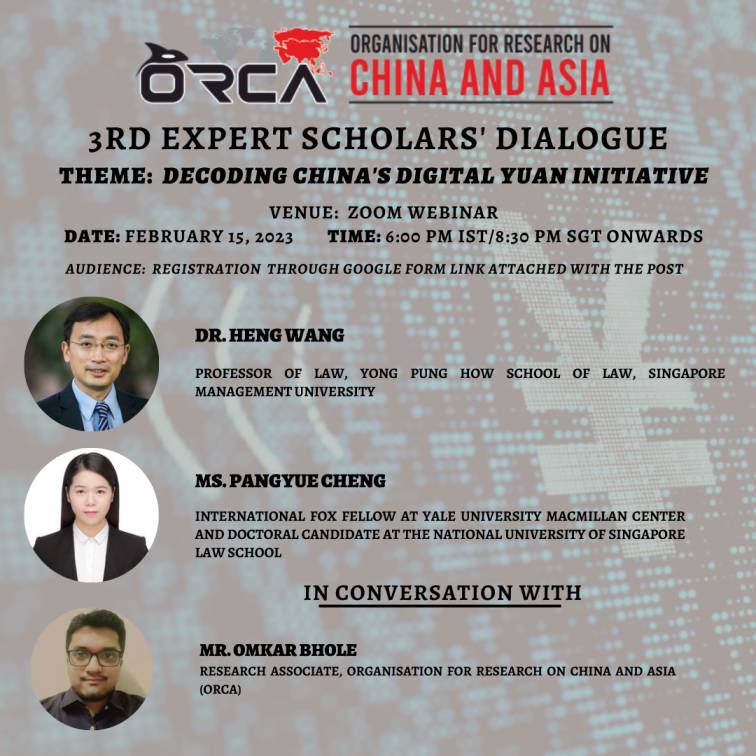 ORCA
ORGANISATION FOR RESEARCH ON
CHINA AND ASIA
3RD EXPERT SCHOLARS' DIALOGUE
THEME: DECODING CHINA'S DIGITAL YUAN INITIATIVE
VENUE: ZOOM WEBINAR
DATE: FEBRUARY 15, 2023 TIME: 6:00 PM IST/8:30 PM SGT ONWARDS
AUDIENCE: REGISTRATION THROUGH GOOGLE FORM LINK ATTACHED WITH THE POST
DR. HENG WANG
PROFESSOR OF LAW, YONG PUNG HOW SCHOOL OF LAW, SINGAPORE
MANAGEMENT UNIVERSITY
MS. PANGYUE CHENG
INTERNATIONAL FOX FELLOW AT YALE UNIVERSITY MACMILLAN CENTER
AND DOCTORAL CANDIDATE AT THE NATIONAL UNIVERSITY OF SINGAPORE
LAW SCHOOL
IN CONVERSATION WITH
MR. OMKAR BHOLE
RESEARCH ASSOCIATE, ORGANISATION FOR RESEARCH ON CHINA AND ASIA
(ORCA)